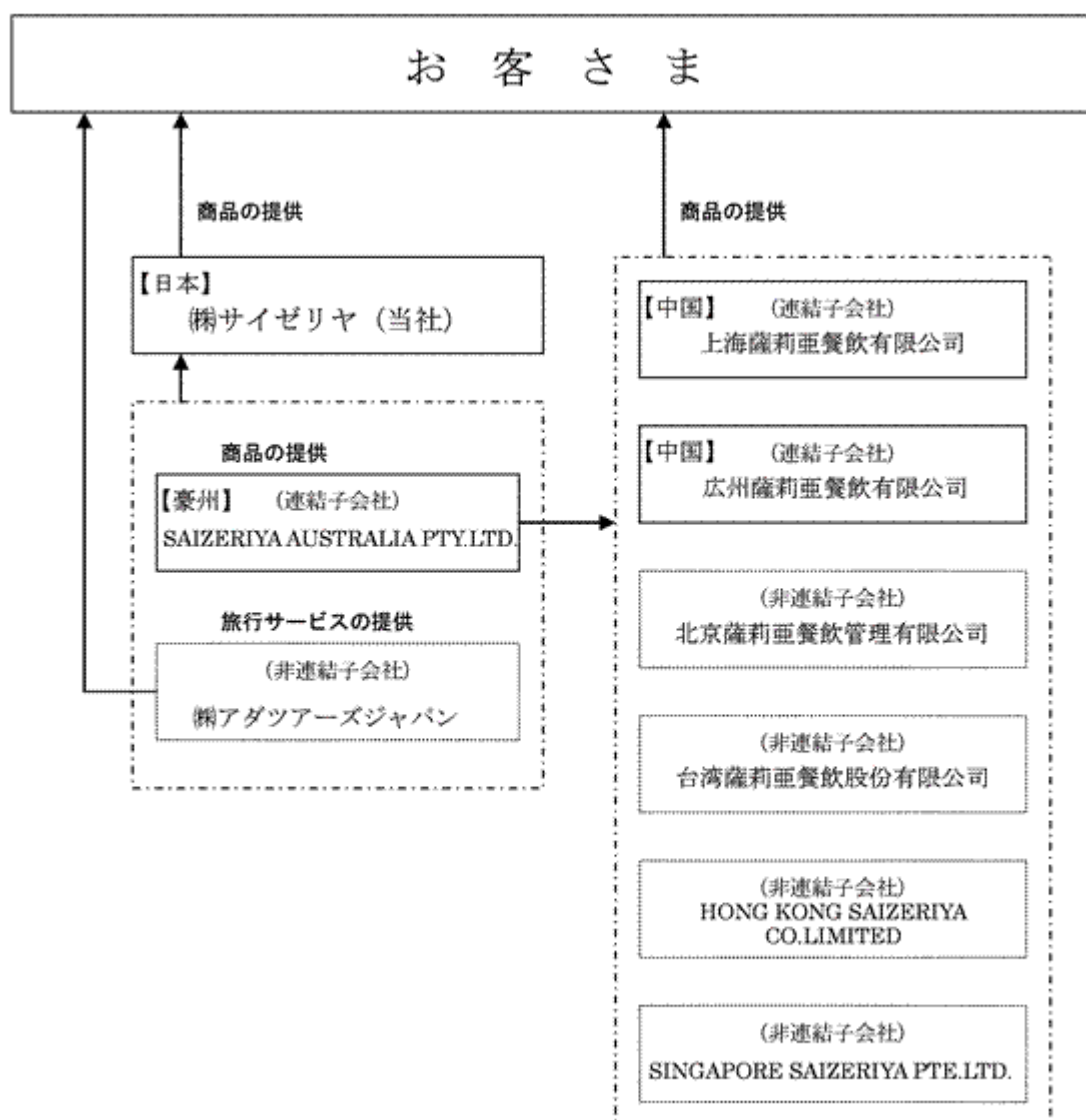 お客さま
商品の提供
商品の提供
【日本】
㈱サイゼリヤ（当社）
商品の提供
【豪州】（連結子会社）
SAIZERIYA AUSTRALIA PTY.LTD.
旅行サービスの提供
（非連結子会社）
㈱アダツアーズジャパン
【中国】（連結子会社）
上海薩莉亜餐飲有限公司
【中国】（連結子会社）
広州薩莉亜餐飲有限公司
（非連結子会社）
北京薩莉亜餐飲管理有限公司
（非連結子会社）
台湾薩莉亜餐飲股份有限公司
（非連結子会社）
HONG KONG SAIZERIYA
CO.LIMITED
（非連結子会社）
SINGAPORE SAIZERIYA PTE.LTD.